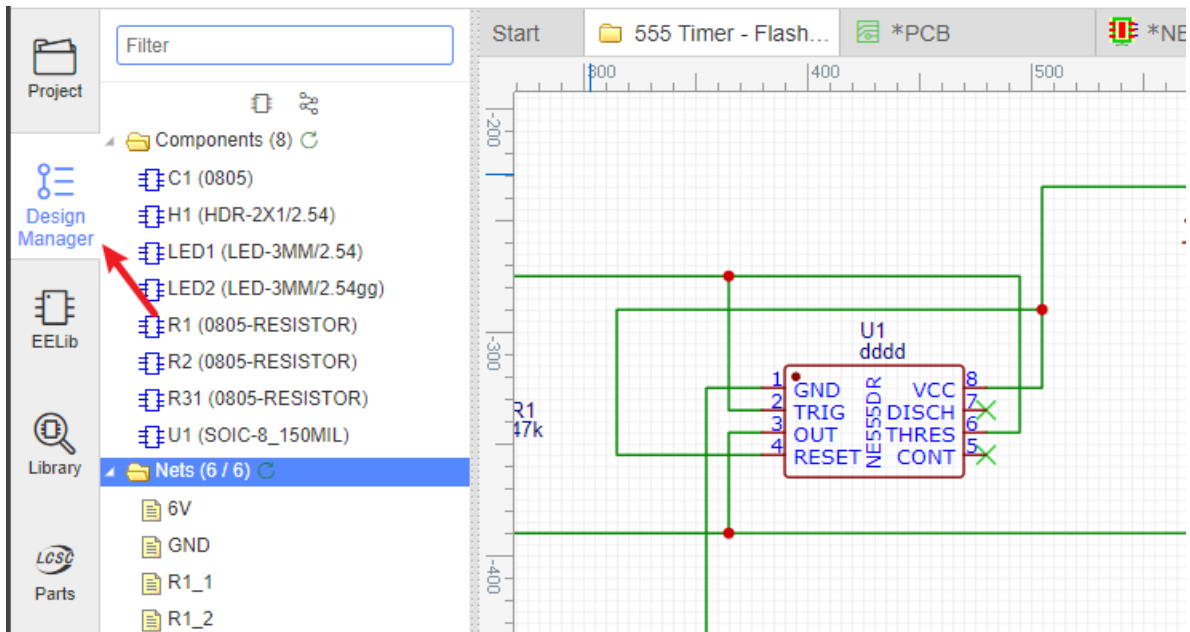 Project
Design
Manager
EELib
Library
LCSC
Parts
Filter
Components (8)
C1 (0805)
H1 (HDR-2X1/2.54)
LED1 (LED-3MM/2.54)
LED2 (LED-3MM/2.54gg)
R1 (0805-RESISTOR)
R2 (0805-RESISTOR)
R31 (0805-RESISTOR)
U1 (SOIC-8_150MIL)
Nets (6 / 6)
6V
GND
R1_1
R1_2
Start
555 Timer - Flash...
*PCB
*NE
300
400
500
-200
-300
-400
R1
47k
U1
dddd
NE555DR
1 GND VCC 8
2 TRIG DISCH 7
3 OUT THRES 6
4 RESET CONT 5